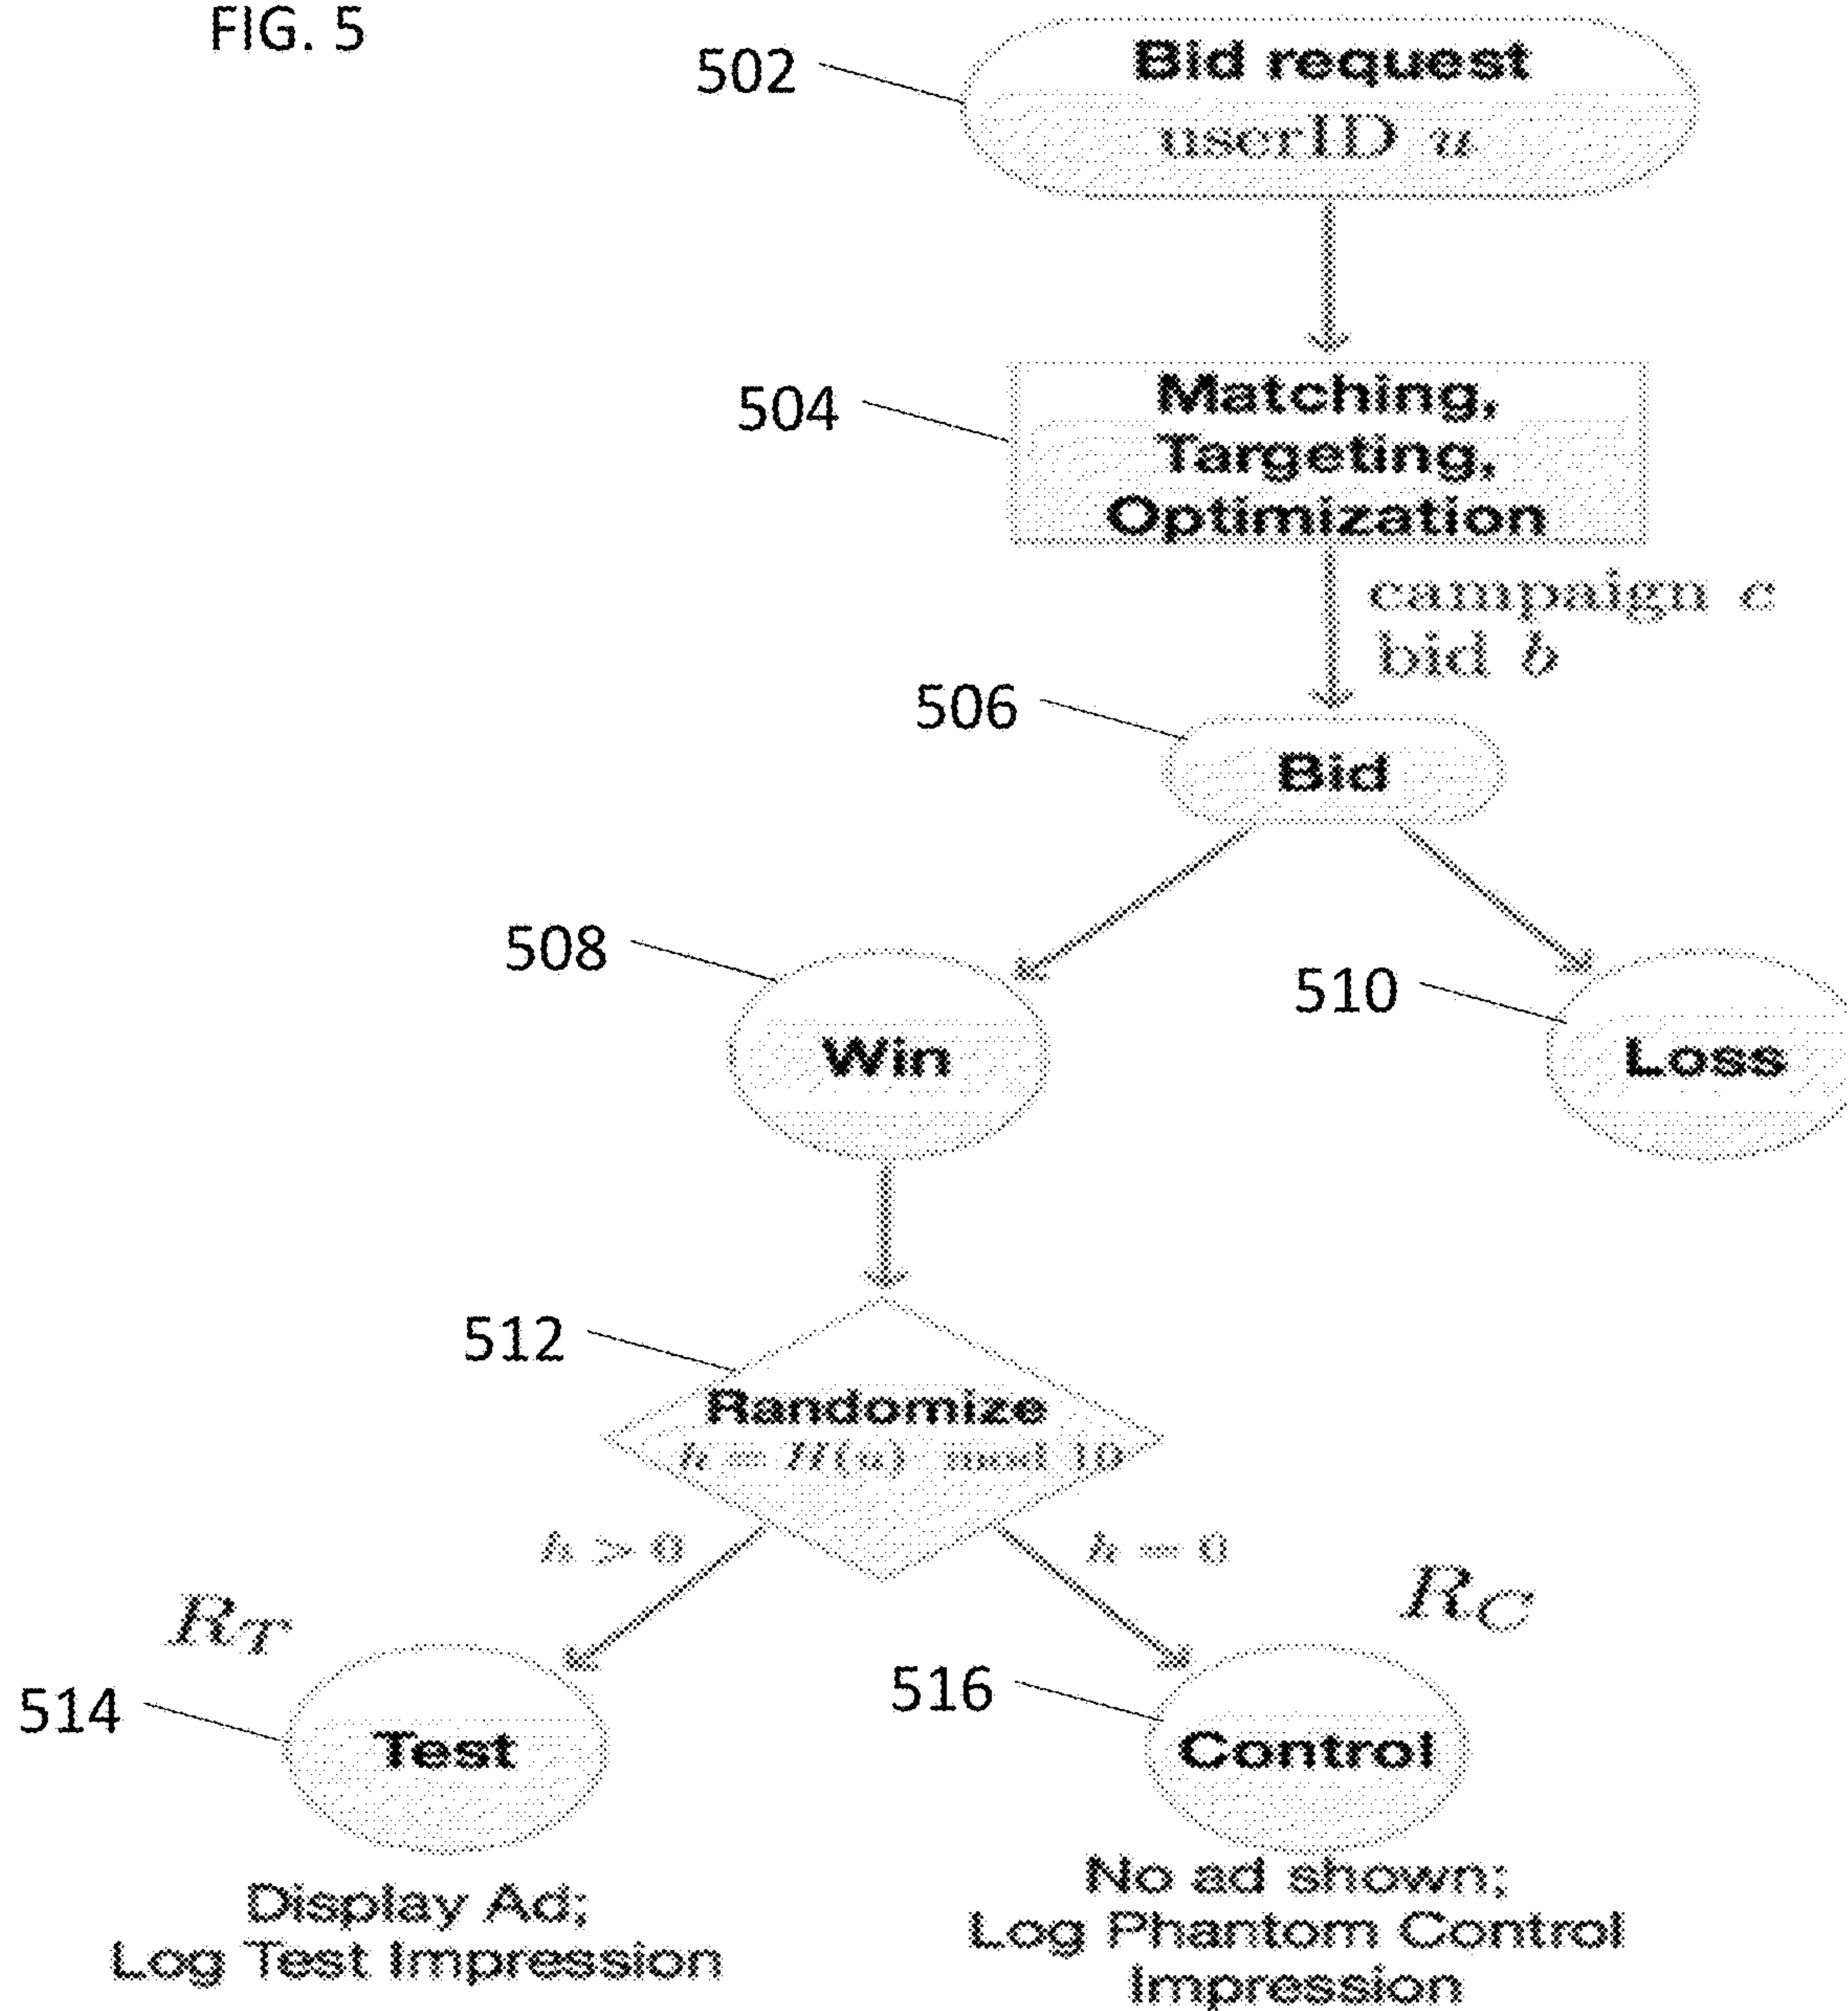 FIG. 5
502
Bid request
userID u
504
Matching,
Targeting,
Optimization
campaign c
bid b
506
Bid
508
510
Win
Loss
512
Randomize
h = H(u) mod 10
h > 0
h = 0
R_T
R_C
514
516
Test
Control
Display Ad;
Log Test Impression
No ad shown;
Log Phantom Control
Impression